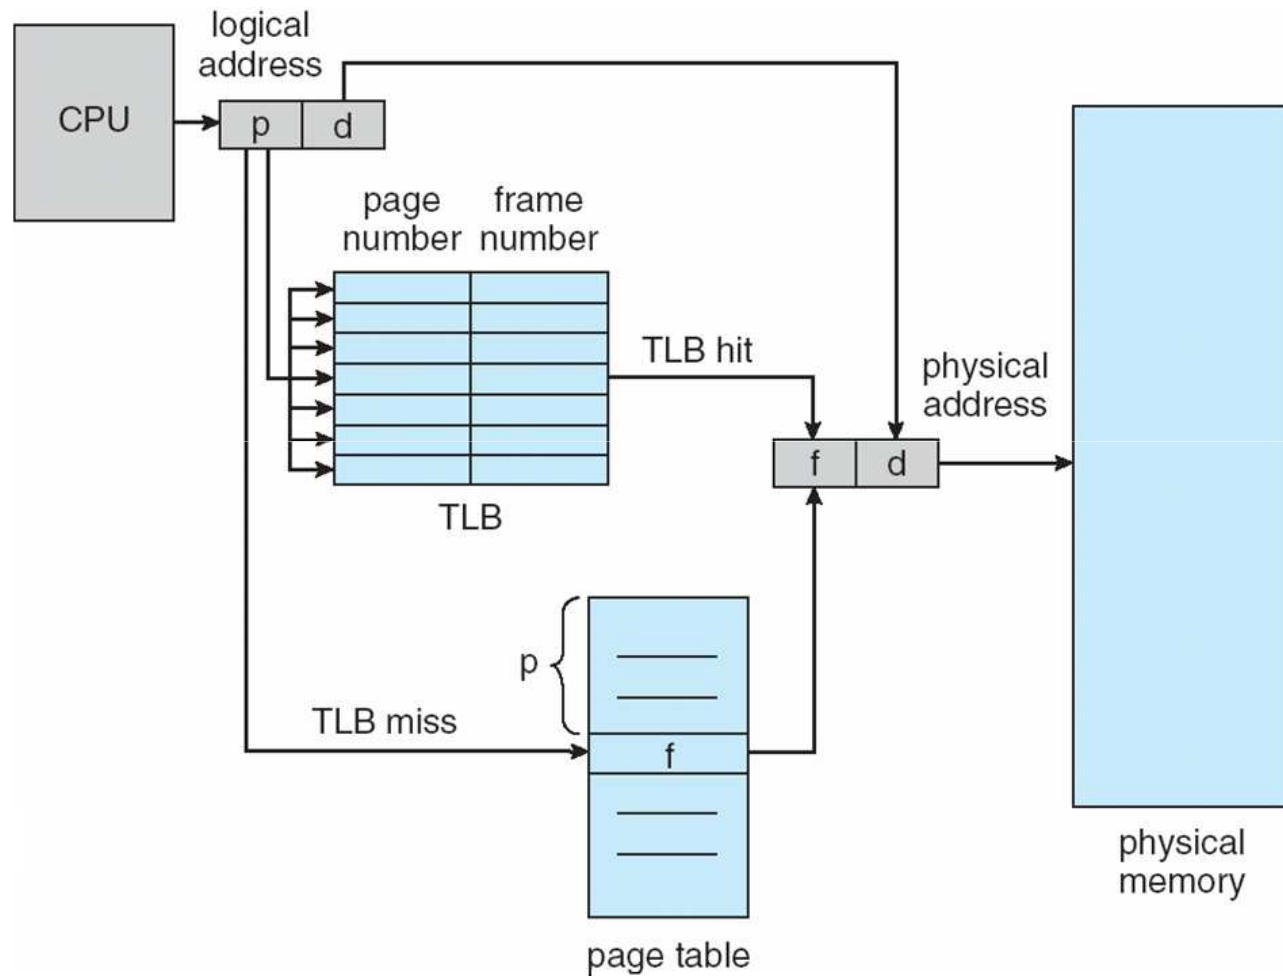 logical
address
CPU
p
d
page
number
frame
number
TLB hit
physical
address
f
d
TLB
p
TLB miss
f
physical
memory
page table